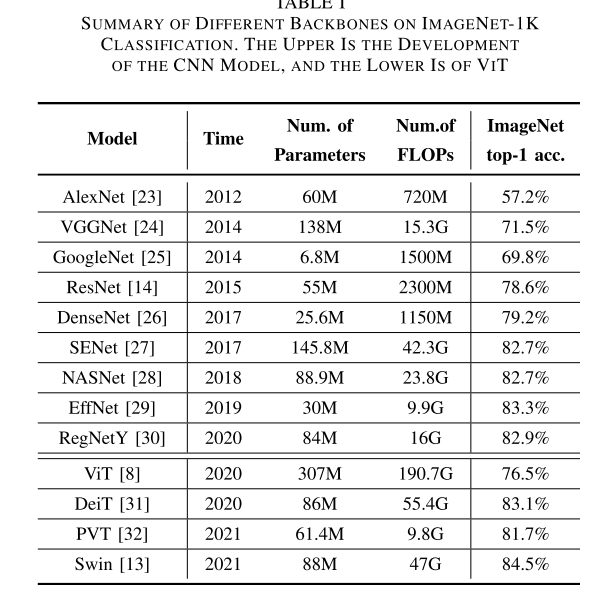 TABLE I
SUMMARY OF DIFFERENT BACKBONES ON IMAGENET-1K
CLASSIFICATION. THE UPPER IS THE DEVELOPMENT
OF THE CNN MODEL, AND THE LOWER IS OF VIT
Model Time Num. of Parameters Num.of FLOPs ImageNet top-1 acc.
AlexNet [23] 2012 60M 720M 57.2%
VGGNet [24] 2014 138M 15.3G 71.5%
GoogleNet [25] 2014 6.8M 1500M 69.8%
ResNet [14] 2015 55M 2300M 78.6%
DenseNet [26] 2017 25.6M 1150M 79.2%
SENet [27] 2017 145.8M 42.3G 82.7%
NASNet [28] 2018 88.9M 23.8G 82.7%
EffNet [29] 2019 30M 9.9G 83.3%
RegNetY [30] 2020 84M 16G 82.9%
ViT [8] 2020 307M 190.7G 76.5%
DeiT [31] 2020 86M 55.4G 83.1%
PVT [32] 2021 61.4M 9.8G 81.7%
Swin [13] 2021 88M 47G 84.5%